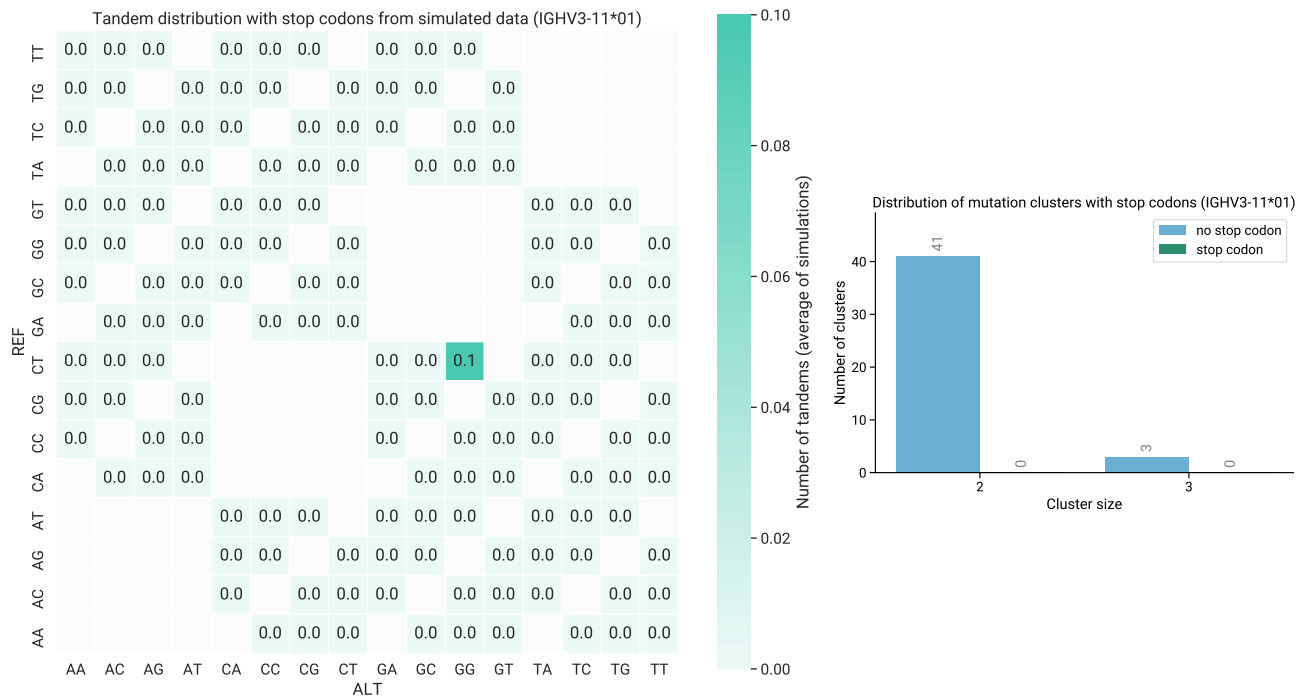 Tandem distribution with stop codons from simulated data (IGHV3-11*01)
TT 0.0 0.0 0.0 0.0 0.0 0.0 0.0 0.0 0.0
TG 0.0 0.0 0.0 0.0 0.0 0.0 0.0 0.0 0.0
TC 0.0 0.0 0.0 0.0 0.0 0.0 0.0 0.0 0.0
TA 0.0 0.0 0.0 0.0 0.0 0.0 0.0 0.0 0.0
GT 0.0 0.0 0.0 0.0 0.0 0.0 0.0 0.0 0.0
GG 0.0 0.0 0.0 0.0 0.0 0.0 0.0 0.0 0.0
GC 0.0 0.0 0.0 0.0 0.0 0.0 0.0 0.0 0.0
GA 0.0 0.0 0.0 0.0 0.0 0.0 0.0 0.0 0.0
CT 0.0 0.0 0.0 0.0 0.0 0.1 0.0 0.0 0.0
CG 0.0 0.0 0.0 0.0 0.0 0.0 0.0 0.0 0.0
CC 0.0 0.0 0.0 0.0 0.0 0.0 0.0 0.0 0.0
CA 0.0 0.0 0.0 0.0 0.0 0.0 0.0 0.0 0.0
AT 0.0 0.0 0.0 0.0 0.0 0.0 0.0 0.0 0.0
AG 0.0 0.0 0.0 0.0 0.0 0.0 0.0 0.0 0.0
AC 0.0 0.0 0.0 0.0 0.0 0.0 0.0 0.0 0.0
AA 0.0 0.0 0.0 0.0 0.0 0.0 0.0 0.0 0.0
AA AC AG AT CA CC CG CT GA GC GG GT TA TC TG TT
REF
ALT
0.10
0.08
0.06
0.04
0.02
0.00
Number of tandems (average of simulations)
Distribution of mutation clusters with stop codons (IGHV3-11*01)
no stop codon
stop codon
41
0
3
0
40
30
20
10
0
Number of clusters
2 3
Cluster size